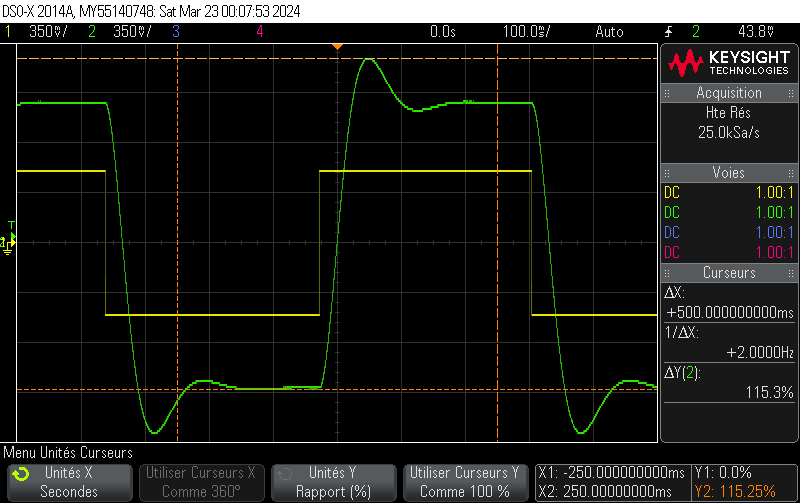 DSO-X 2014A, MY55140748: Sat Mar 23 00:07:53 2024
1 350V/ 2 350V/ 3 4 0.0s 100.0s/ Auto 2 43.8V
KEYSIGHT
TECHNOLOGIES
Acquisition
Hte Rés
25.0kSa/s
Voies
DC 1.00:1
DC 1.00:1
DC 1.00:1
DC 1.00:1
Curseurs
ΔX:
+500.000000000ms
1/ΔX:
+2.0000Hz
ΔY(2):
115.3%
Menu Unités Curseurs
Unités X
Secondes
Utiliser Curseurs X
Comme 360°
Unités Y
Rapport (%)
Utiliser Curseurs Y
Comme 100 %
X1: -250.000000000ms
X2: 250.000000000ms
Y1: 0.0%
Y2: 115.25%